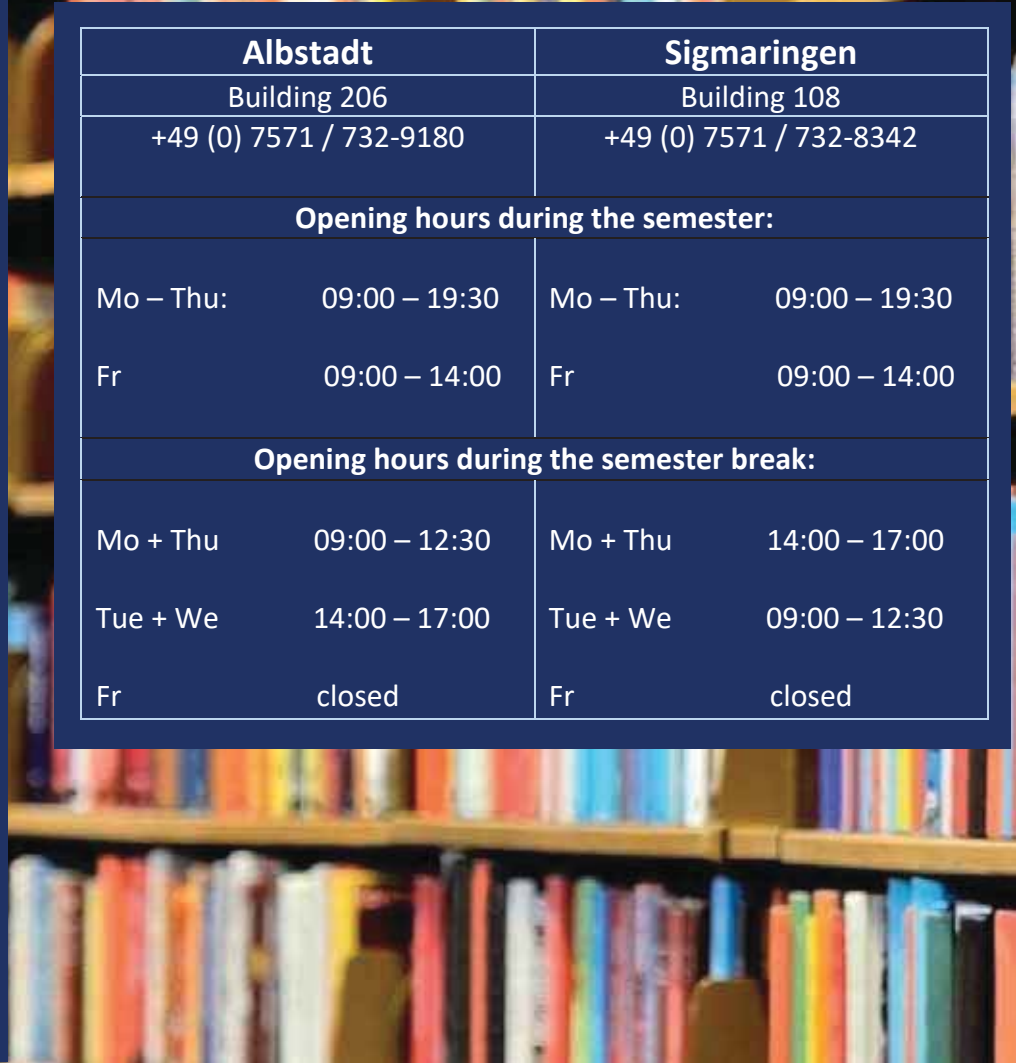 Albstadt Sigmaringen
Building 206 Building 108
+49 (0) 7571 / 732-9180 +49 (0) 7571 / 732-8342
Opening hours during the semester:
Mo – Thu: 09:00 – 19:30 Mo – Thu: 09:00 – 19:30
Fr 09:00 – 14:00 Fr 09:00 – 14:00
Opening hours during the semester break:
Mo + Thu 09:00 – 12:30 Mo + Thu 14:00 – 17:00
Tue + We 14:00 – 17:00 Tue + We 09:00 – 12:30
Fr closed Fr closed